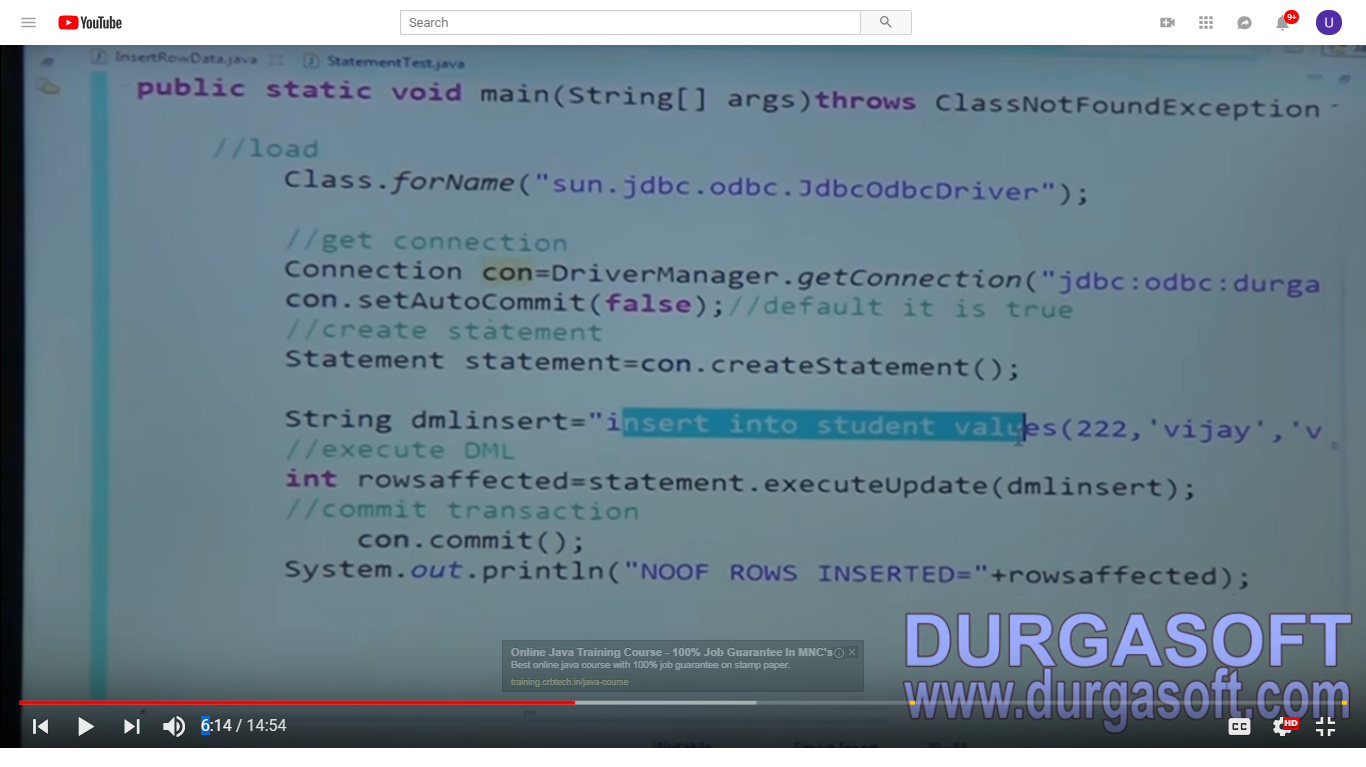 YouTube
Search
9+
U
InsertRowData.java
StatementTest.java
public static void main(String[] args)throws ClassNotFoundException
//load
Class.forName("sun.jdbc.odbc.JdbcOdbcDriver");
//get connection
Connection con=DriverManager.getConnection("jdbc:odbc:durga
con.setAutoCommit(false);//default it is true
//create statement
Statement statement=con.createStatement();
String dmlinsert="insert into student values(222,'vijay','v
//execute DML
int rowsaffected=statement.executeUpdate(dmlinsert);
//commit transaction
con.commit();
System.out.println("NOOF ROWS INSERTED="+rowsaffected);
DURGASOFT
www.durgasoft.com
Online Java Training Course - 100% Job Guarantee In MNC's
Best online java course with 100% job guarantee on stamp paper.
training.crbtech.in/java-course
6:14 / 14:54
CC
HD